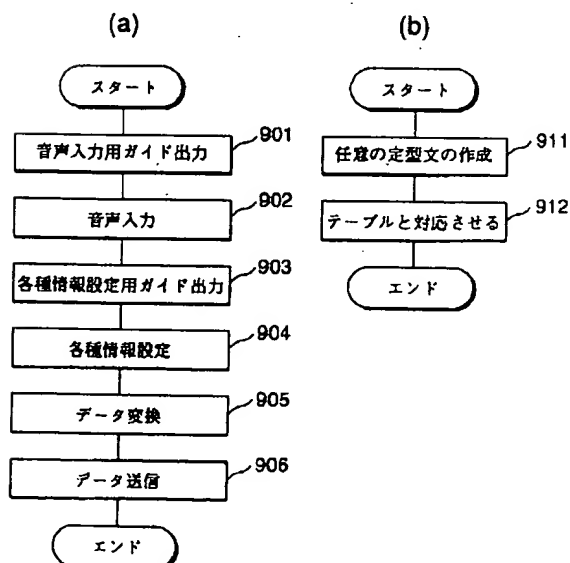 (a)
スタート
901
音声入力用ガイド出力
902
音声入力
903
各種情報設定用ガイド出力
904
各種情報設定
905
データ変換
906
データ送信
エンド
(b)
スタート
911
任意の定型文の作成
912
テーブルと対応させる
エンド